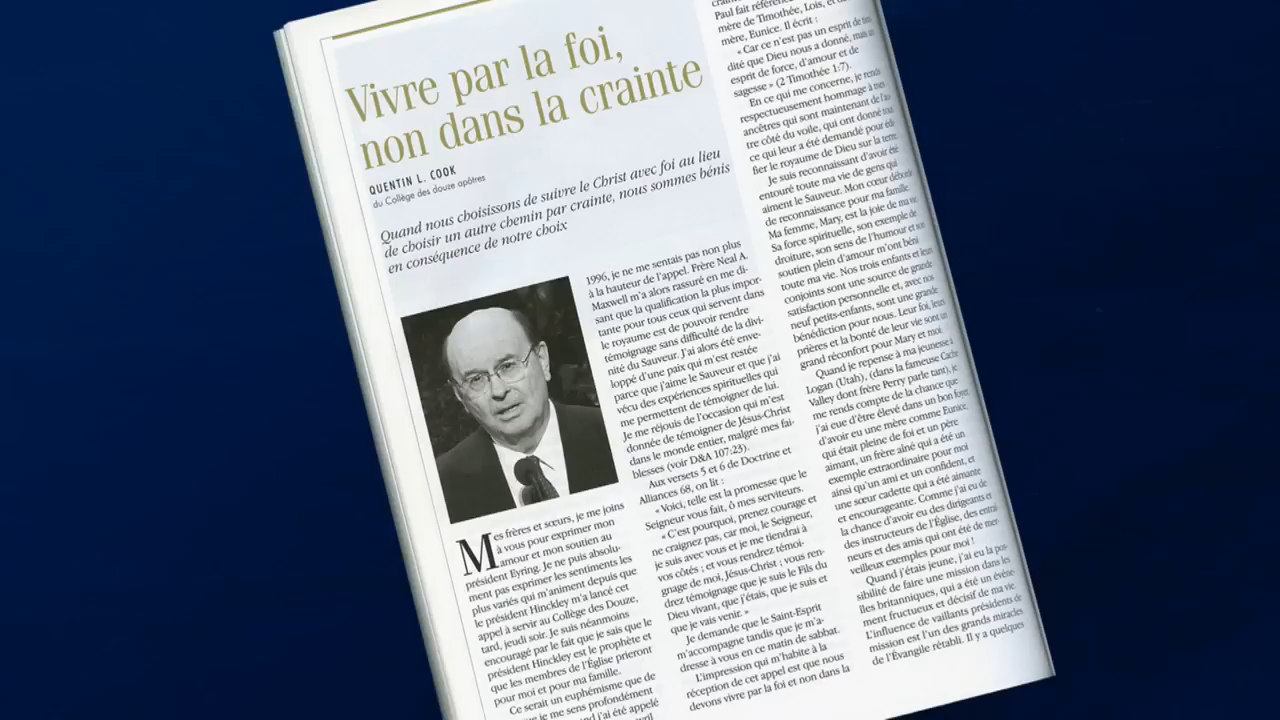 Vivre par la foi,
non dans la crainte
QUENTIN L. COOK
du Collège des douze apôtres
Quand nous choisissons de suivre le Christ avec foi au lieu
de choisir un autre chemin par crainte, nous sommes bénis
en conséquence de notre choix
Mes frères et sœurs, je me joins
à vous pour exprimer mon
amour et mon soutien au
président Eyring. Je ne puis absolu-
ment pas exprimer les sentiments les
plus variés qui m'animent depuis que
le président Hinckley m'a lancé cet
appel à servir au Collège des Douze,
tard, jeudi soir. Je suis néanmoins
encouragé par le fait que je sais que le
président Hinckley est le prophète et
que les membres de l'Église prieront
pour moi et pour ma famille.
Ce serait un euphémisme que de
je me sens profondément
j'ai été appelé
1996, je ne me sentais pas non plus
à la hauteur de l'appel. Frère Neal A.
Maxwell m'a alors rassuré en me di-
sant que la qualification la plus impor-
tante pour tous ceux qui servent dans
le royaume est de pouvoir rendre
témoignage sans difficulté de la divi-
nité du Sauveur. J'ai alors été enve-
loppé d'une paix qui m'est restée
parce que j'aime le Sauveur et que j'ai
vécu des expériences spirituelles qui
me permettent de témoigner de lui.
Je me réjouis de l'occasion qui m'est
donnée de témoigner de Jésus-Christ
dans le monde entier, malgré mes fai-
blesses (voir D&A 107:23).
Aux versets 5 et 6 de Doctrine et
Alliances 68, on lit :
« Voici, telle est la promesse que le
Seigneur vous fait, ô mes serviteurs.
« C'est pourquoi, prenez courage et
ne craignez pas, car moi, le Seigneur,
je suis avec vous et je me tiendrai à
vos côtés ; et vous rendrez témoi-
gnage de moi, Jésus-Christ ; vous ren-
drez témoignage que je suis le Fils du
Dieu vivant, que j'étais, que je suis et
que je vais venir. »
Je demande que le Saint-Esprit
m'accompagne tandis que je m'a-
dresse à vous en ce matin de sabbat.
L'impression qui m'habite à la
réception de cet appel est que nous
devons vivre par la foi et non dans la
Paul fait
mère de Timothée, Lois, et
mère, Eunice. Il écrit :
« Car ce n'est pas un esprit de timi-
dité que Dieu nous a donné, mais un
esprit de force, d'amour et de
sagesse » (2 Timothée 1:7).
En ce qui me concerne, je rends
respectueusement hommage à mes
ancêtres qui sont maintenant de l'au-
tre côté du voile, qui ont donné tout
ce qui leur a été demandé pour édi-
fier le royaume de Dieu sur la terre
Je suis reconnaissant d'avoir été
entouré toute ma vie de gens qui
aiment le Sauveur. Mon cœur déborde
de reconnaissance pour ma famille.
Ma femme, Mary, est la joie de ma vie
Sa force spirituelle, son exemple de
droiture, son sens de l'humour et son
soutien plein d'amour m'ont béni
toute ma vie. Nos trois enfants et leurs
conjoints sont une source de grande
satisfaction personnelle et, avec nos
neuf petits-enfants, sont une grande
bénédiction pour nous. Leur foi, leurs
prières et la bonté de leur vie sont un
grand réconfort pour Mary et moi.
Quand je repense à ma jeunesse à
Logan (Utah), (dans la fameuse Cache
Valley dont frère Perry parle tant), je
me rends compte de la chance que
j'ai eue d'être élevé dans un bon foyer
d'avoir eu une mère comme Eunice,
qui était pleine de foi et un père
aimant, un frère aîné qui a été un
exemple extraordinaire pour moi
ainsi qu'un ami et un confident, et
une sœur cadette qui a été aimante
et encourageante. Comme j'ai eu de
la chance d'avoir eu des dirigeants et
des instructeurs de l'Église, des entraî-
neurs et des amis qui ont été de mer-
veilleux exemples pour moi !
Quand j'étais jeune, j'ai eu la pos-
sibilité de faire une mission dans les
îles britanniques, qui a été un événe-
ment fructueux et décisif de ma vie
L'influence de vaillants présidents de
mission est l'un des grands miracles
de l'Évangile rétabli. Il y a quelques